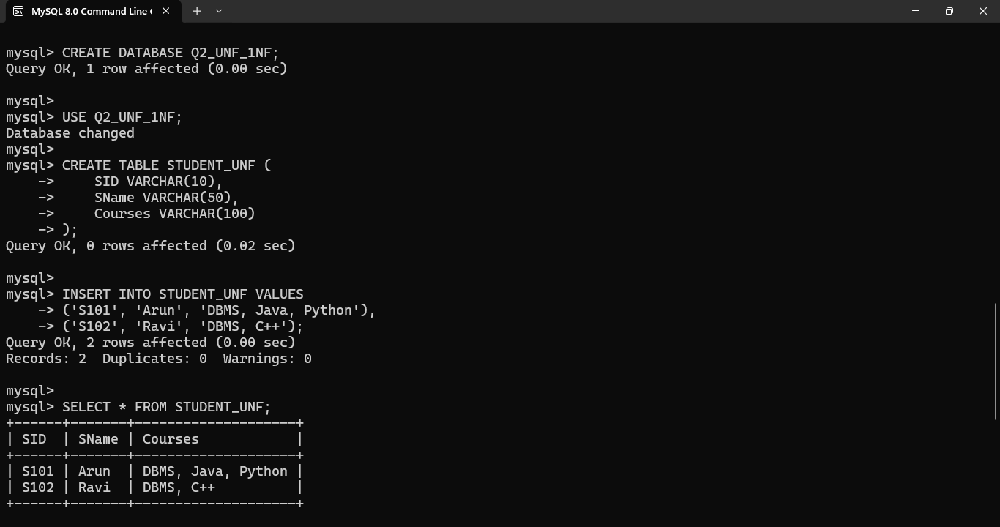 MySQL 8.0 Command Line
mysql> CREATE DATABASE Q2_UNF_1NF;
Query OK, 1 row affected (0.00 sec)
mysql>
mysql> USE Q2_UNF_1NF;
Database changed
mysql>
mysql> CREATE TABLE STUDENT_UNF (
    ->     SID VARCHAR(10),
    ->     SName VARCHAR(50),
    ->     Courses VARCHAR(100)
    -> );
Query OK, 0 rows affected (0.02 sec)
mysql>
mysql> INSERT INTO STUDENT_UNF VALUES
    -> ('S101', 'Arun', 'DBMS, Java, Python'),
    -> ('S102', 'Ravi', 'DBMS, C++');
Query OK, 2 rows affected (0.00 sec)
Records: 2  Duplicates: 0  Warnings: 0
mysql>
mysql> SELECT * FROM STUDENT_UNF;
+------+-------+--------------------+
| SID  | SName | Courses            |
+------+-------+--------------------+
| S101 | Arun  | DBMS, Java, Python |
| S102 | Ravi  | DBMS, C++          |
+------+-------+--------------------+